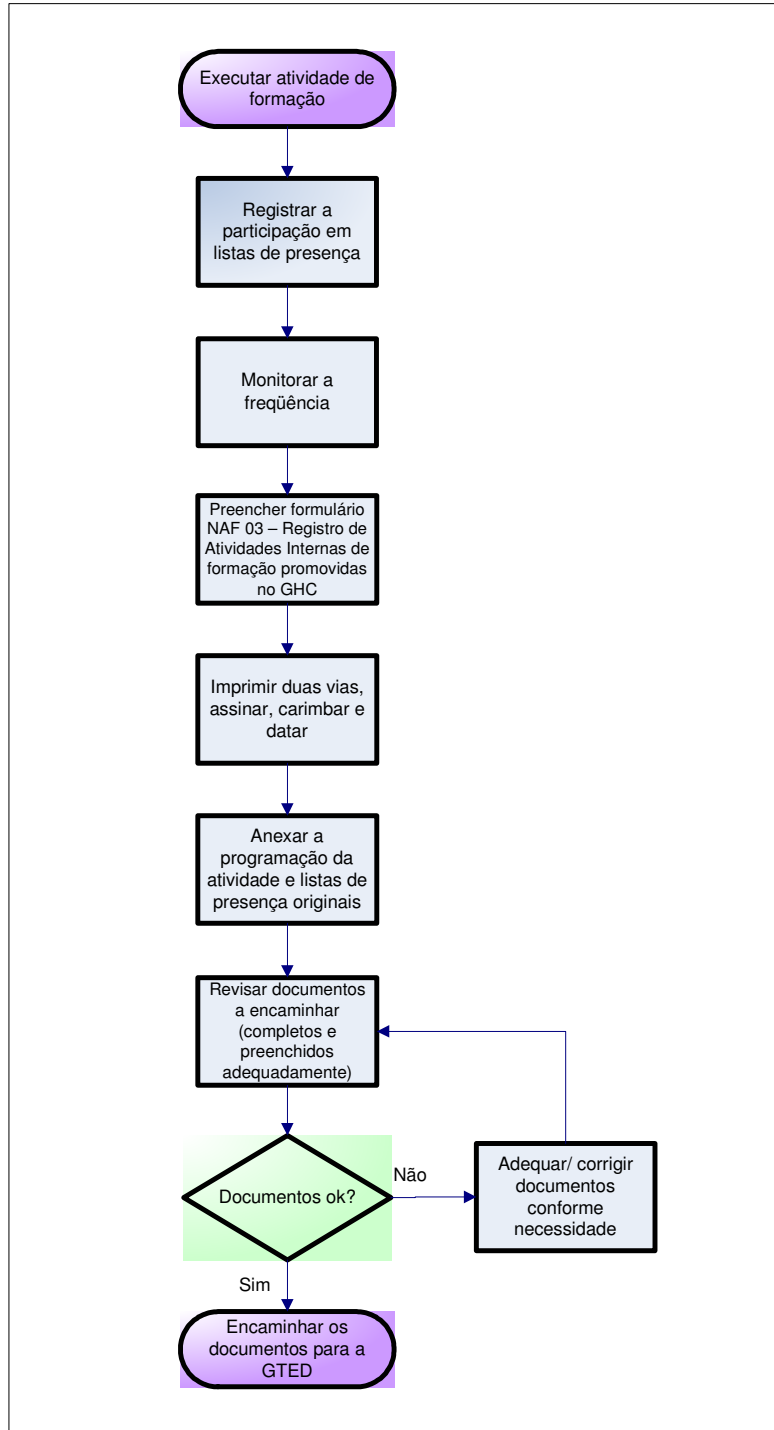 Executar atividade de
formação
Registrar a
participação em
listas de presença
Monitorar a
freqüência
Preencher formulário
NAF 03 – Registro de
Atividades Internas de
formação promovidas
no GHC
Imprimir duas vias,
assinar, carimbar e
datar
Anexar a
programação da
atividade e listas de
presença originais
Revisar documentos
a encaminhar
(completos e
preenchidos
adequadamente)
Documentos ok?
Não
Adequar/ corrigir
documentos
conforme
necessidade
Sim
Encaminhar os
documentos para a
GTED